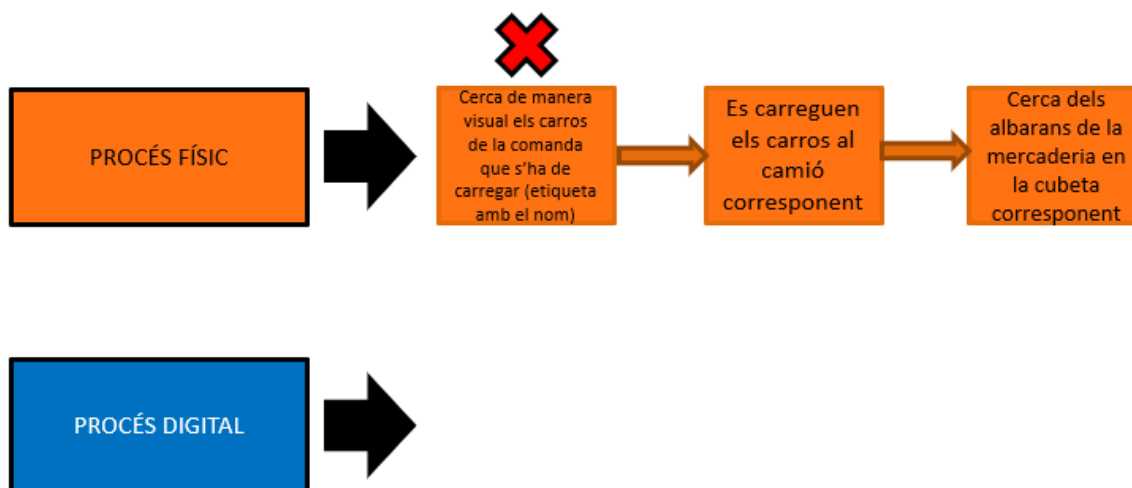 PROCÉS FÍSIC
Cerca de manera
visual els carros
de la comanda
que s’ha de
carregar (etiqueta
amb el nom)
Es carreguen
els carros al
camió
corresponent
Cerca dels
albarans de la
mercaderia en
la cubeta
corresponent
PROCÉS DIGITAL